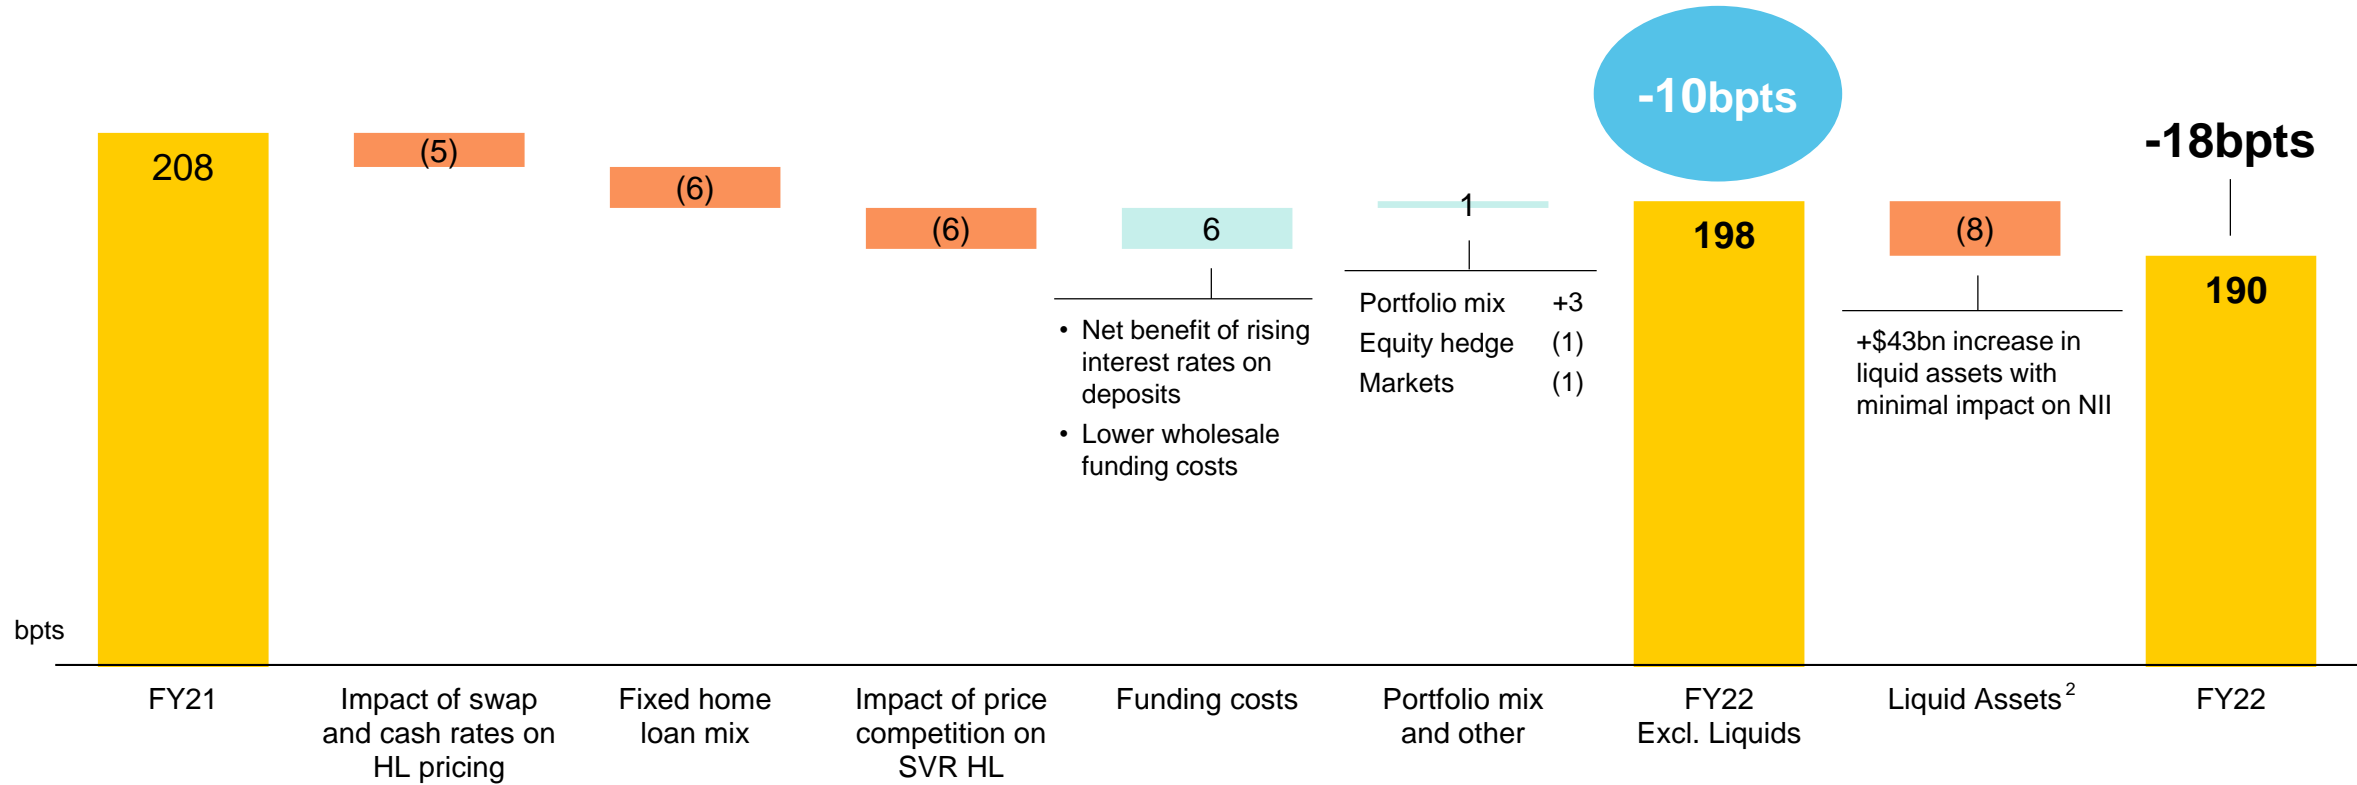 -10bpts
-18bpts
208
(5)
(6)
(6)
6
1
198
(8)
190
• Net benefit of rising
interest rates on
deposits
• Lower wholesale
funding costs
Portfolio mix +3
Equity hedge (1)
Markets (1)
+$43bn increase in
liquid assets with
minimal impact on NII
bpts
FY21
Impact of swap
and cash rates on
HL pricing
Fixed home
loan mix
Impact of price
competition on
SVR HL
Funding costs
Portfolio mix
and other
FY22
Excl. Liquids
Liquid Assets2
FY22